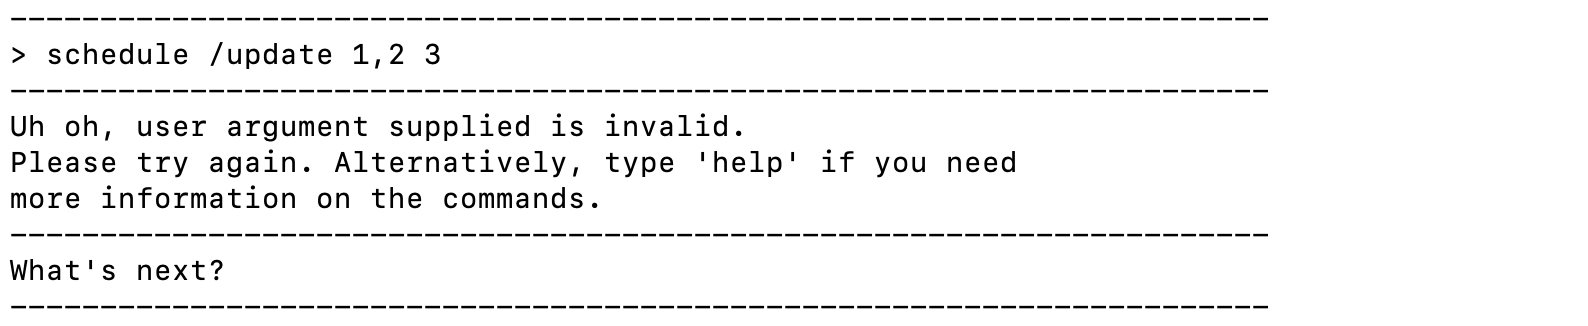 ----------------------------------------------------------------------
> schedule /update 1,2 3
----------------------------------------------------------------------
Uh oh, user argument supplied is invalid.
Please try again. Alternatively, type 'help' if you need
more information on the commands.
----------------------------------------------------------------------
What's next?
----------------------------------------------------------------------